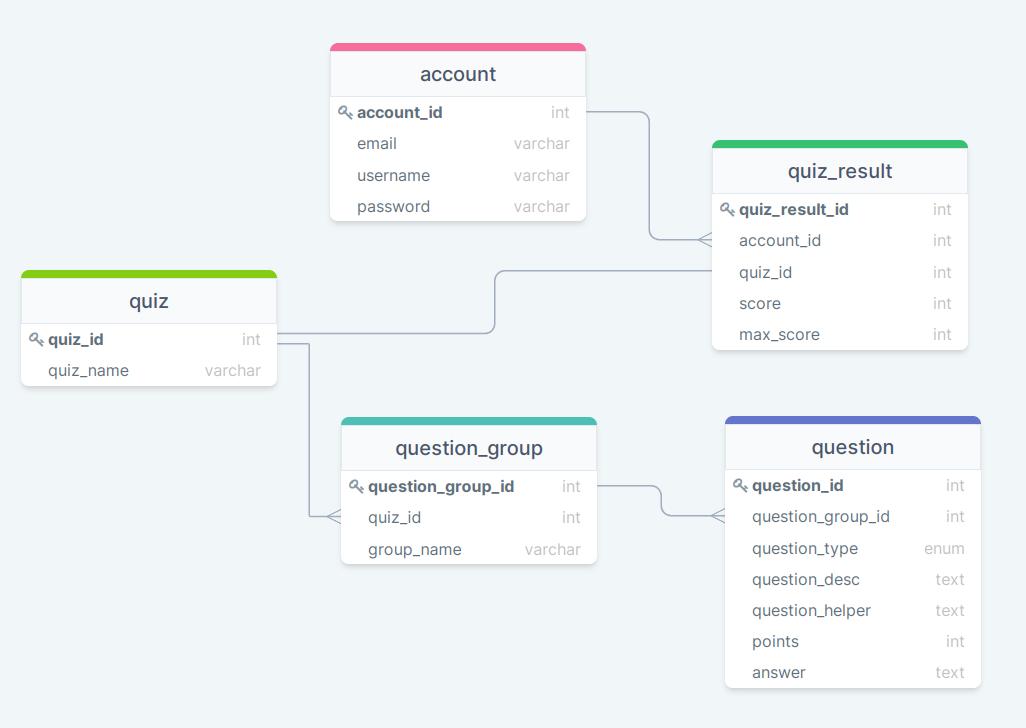 account
account_id int
email varchar
username varchar
password varchar
quiz_result
quiz_result_id int
account_id int
quiz_id int
score int
max_score int
quiz
quiz_id int
quiz_name varchar
question_group
question_group_id int
quiz_id int
group_name varchar
question
question_id int
question_group_id int
question_type enum
question_desc text
question_helper text
points int
answer text